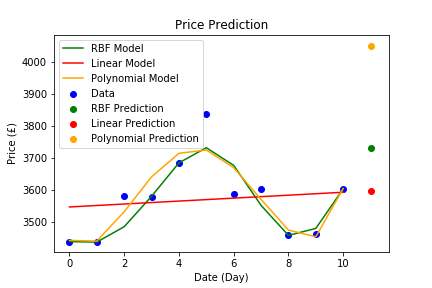 Price Prediction
RBF Model
Linear Model
Polynomial Model
Data
RBF Prediction
Linear Prediction
Polynomial Prediction
4000
3900
3800
3700
3600
3500
Price (£)
0 2 4 6 8 10
Date (Day)